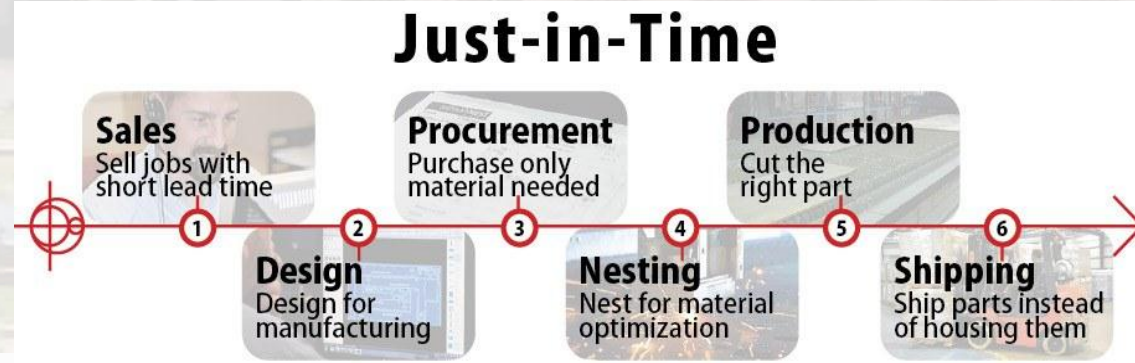 Just-in-Time
Sales
Sell jobs with
short lead time
1
2
Design
Design for
manufacturing
Procurement
Purchase only
material needed
3
4
Nesting
Nest for material
optimization
Production
Cut the
right part
5
6
Shipping
Ship parts instead
of housing them